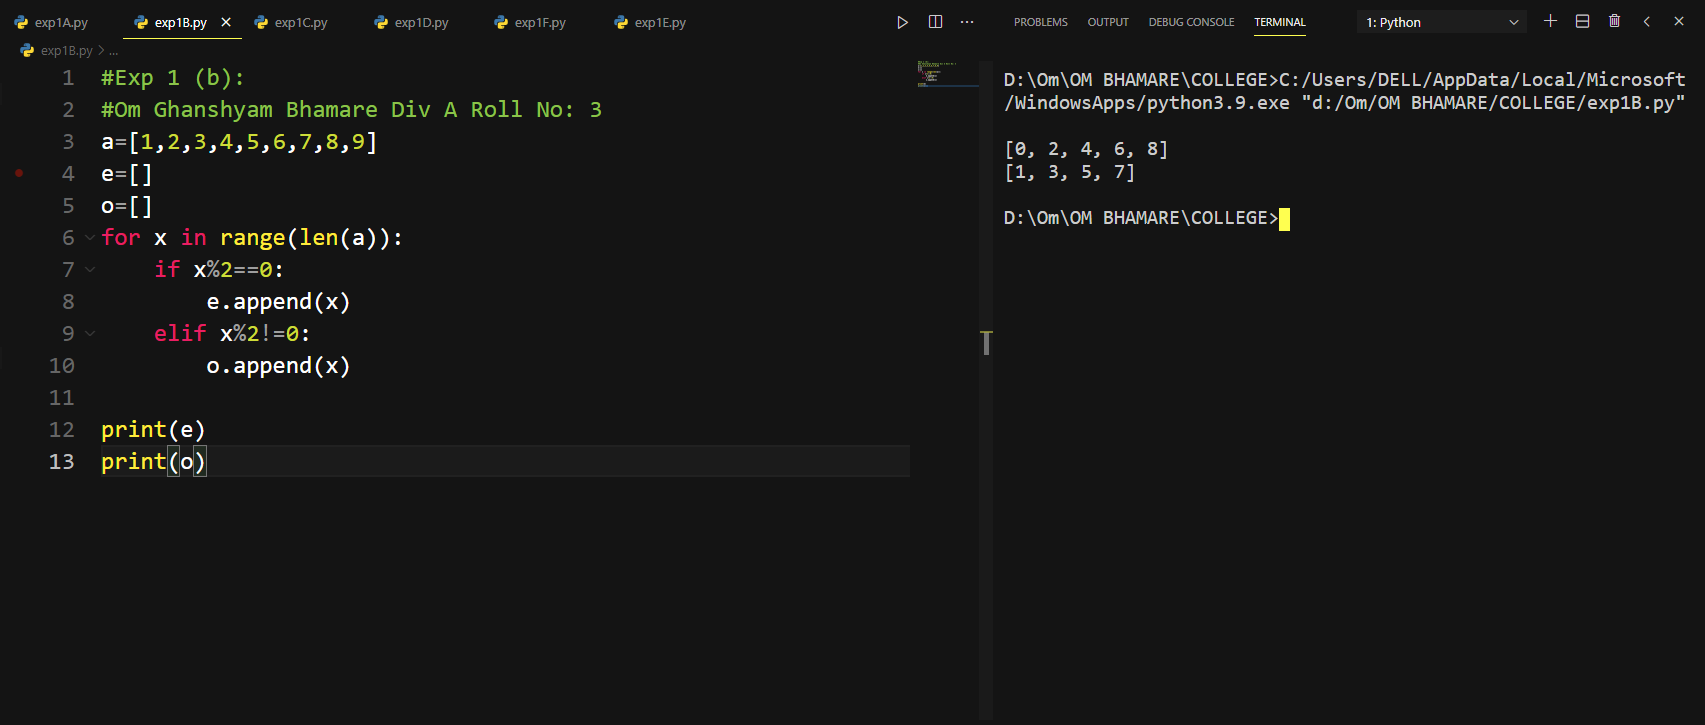 exp1A.py exp1B.py exp1C.py exp1D.py exp1F.py exp1E.py
exp1B.py > ...
1 #Exp 1 (b):
2 #Om Ghanshyam Bhamare Div A Roll No: 3
3 a=[1,2,3,4,5,6,7,8,9]
4 e=[]
5 o=[]
6 for x in range(len(a)):
7     if x%2==0:
8         e.append(x)
9     elif x%2!=0:
10         o.append(x)
11
12 print(e)
13 print(o)
PROBLEMS OUTPUT DEBUG CONSOLE TERMINAL 1: Python
D:\Om\OM BHAMARE\COLLEGE>C:/Users/DELL/AppData/Local/Microsoft
/WindowsApps/python3.9.exe "d:/Om/OM BHAMARE/COLLEGE/exp1B.py"
[0, 2, 4, 6, 8]
[1, 3, 5, 7]
D:\Om\OM BHAMARE\COLLEGE>